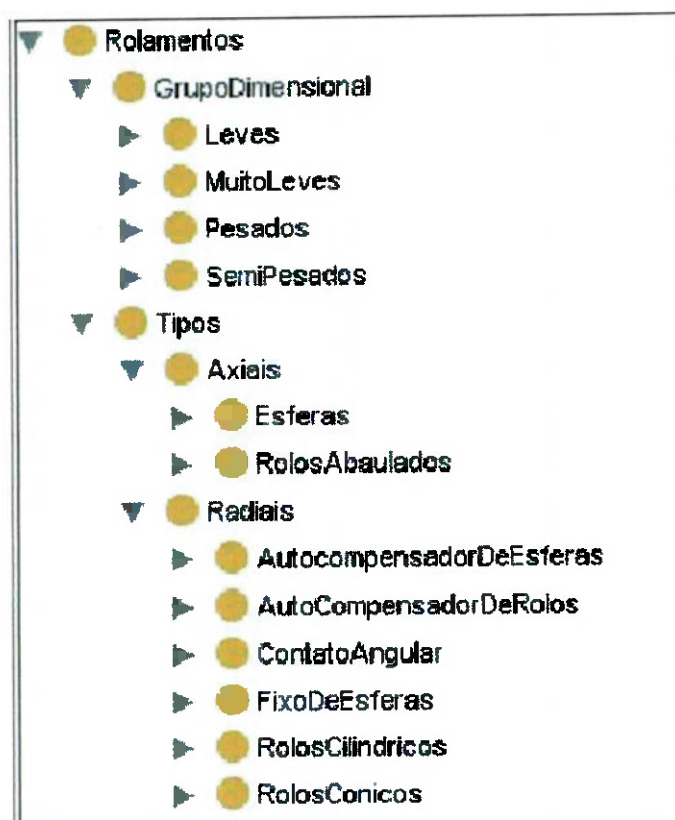 Rolamentos
GrupoDimensional
Leves
MuitoLeves
Pesados
SemiPesados
Tipos
Axiais
Esferas
RolosAbaulados
Radiais
AutocompensadorDeEsferas
AutoCompensadorDeRolos
ContatoAngular
FixoDeEsferas
RolosCilindricos
RolosConicos